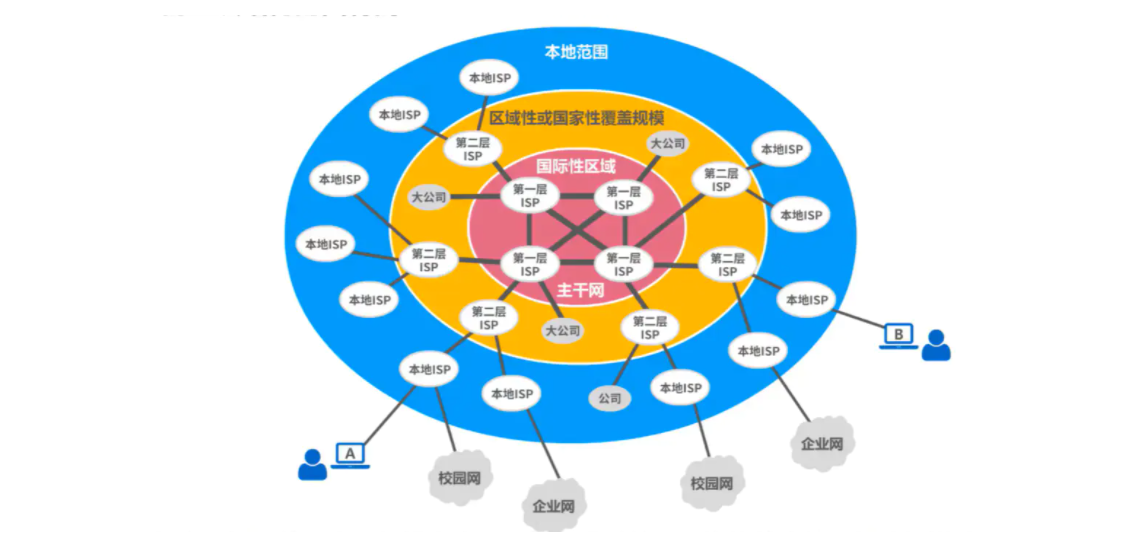 本地范围
本地ISP
本地ISP
区域性或国家性覆盖规模
第二层
ISP
大公司
本地ISP
国际性区域
本地ISP
第二层
ISP
大公司
第一层
ISP
第一层
ISP
本地ISP
本地ISP
第二层
ISP
第一层
ISP
第一层
ISP
第二层
ISP
本地ISP
主干网
本地ISP
第二层
ISP
大公司
第二层
ISP
B
本地ISP
本地ISP
本地ISP
公司
本地ISP
A
企业网
校园网
校园网
企业网